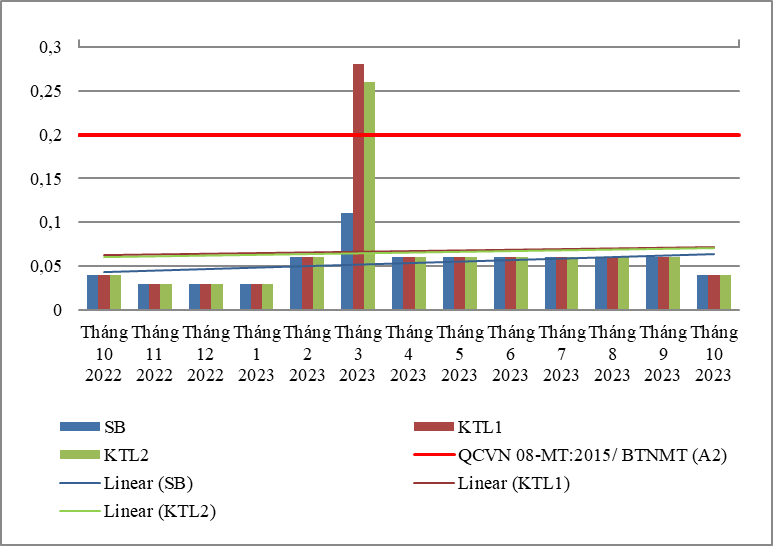 0,3
0,25
0,2
0,15
0,1
0,05
0
Tháng 10 2022
Tháng 11 2022
Tháng 12 2022
Tháng 1 2023
Tháng 2 2023
Tháng 3 2023
Tháng 4 2023
Tháng 5 2023
Tháng 6 2023
Tháng 7 2023
Tháng 8 2023
Tháng 9 2023
Tháng 10 2023
SB
KTL1
KTL2
QCVN 08-MT:2015/ BTNMT (A2)
Linear (SB)
Linear (KTL1)
Linear (KTL2)